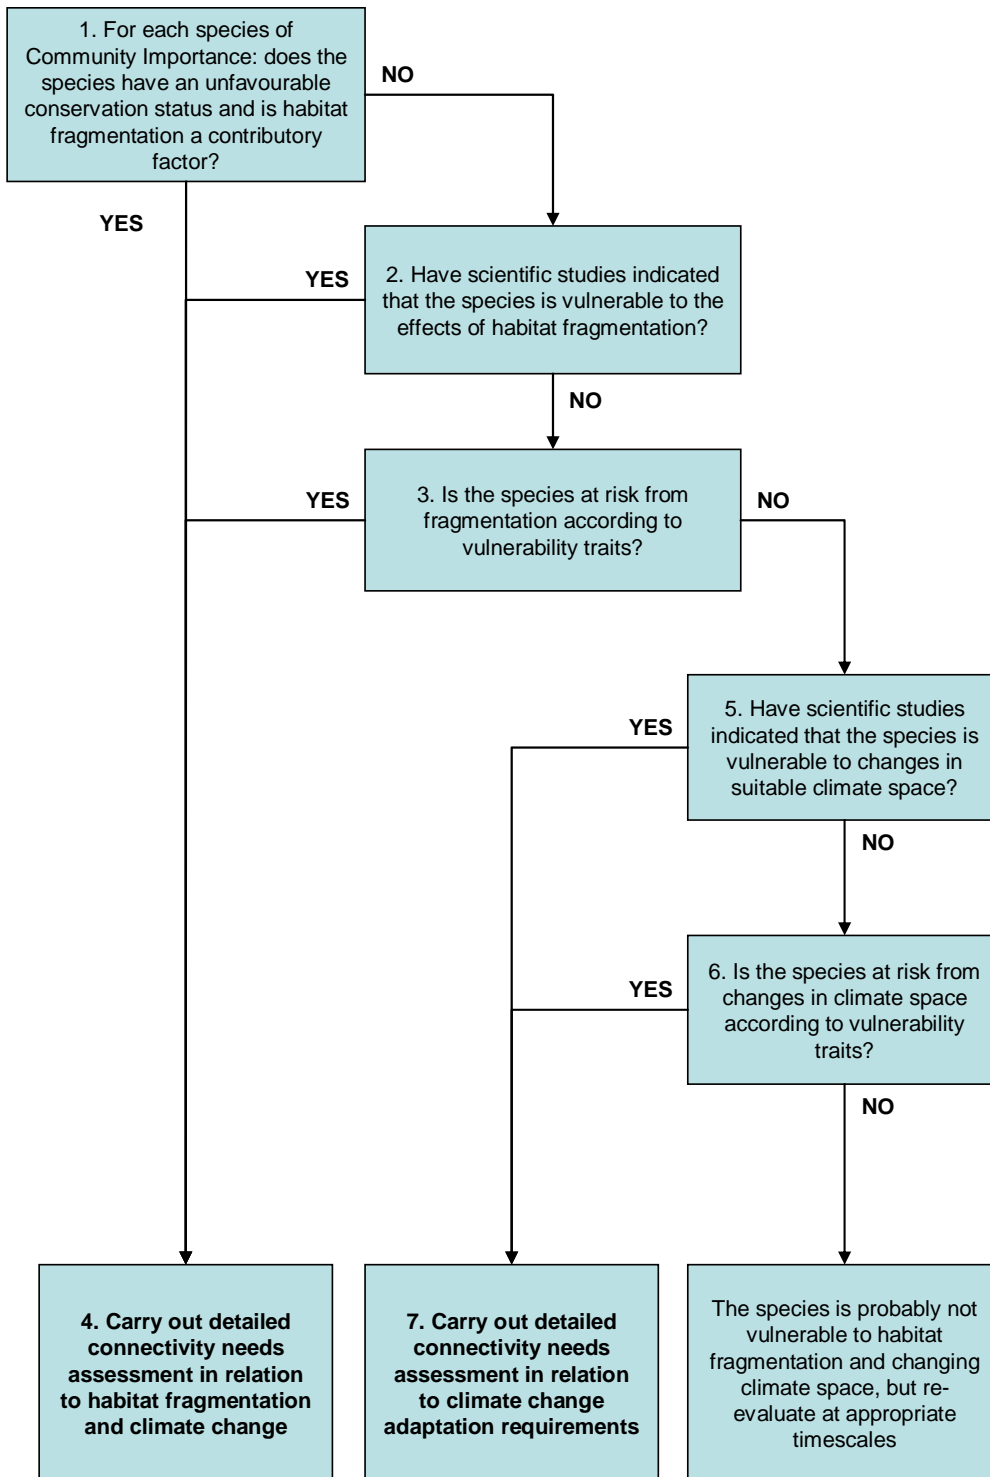 1. For each species of
Community Importance: does the
species have an unfavourable
conservation status and is habitat
fragmentation a contributory
factor?
NO
YES
YES
2. Have scientific studies indicated
that the species is vulnerable to the
effects of habitat fragmentation?
NO
YES
3. Is the species at risk from
fragmentation according to
vulnerability traits?
NO
YES
5. Have scientific studies
indicated that the species is
vulnerable to changes in
suitable climate space?
NO
YES
6. Is the species at risk from
changes in climate space
according to vulnerability
traits?
NO
4. Carry out detailed
connectivity needs
assessment in relation
to habitat fragmentation
and climate change
7. Carry out detailed
connectivity needs
assessment in relation
to climate change
adaptation requirements
The species is probably not
vulnerable to habitat
fragmentation and changing
climate space, but re-
evaluate at appropriate
timescales